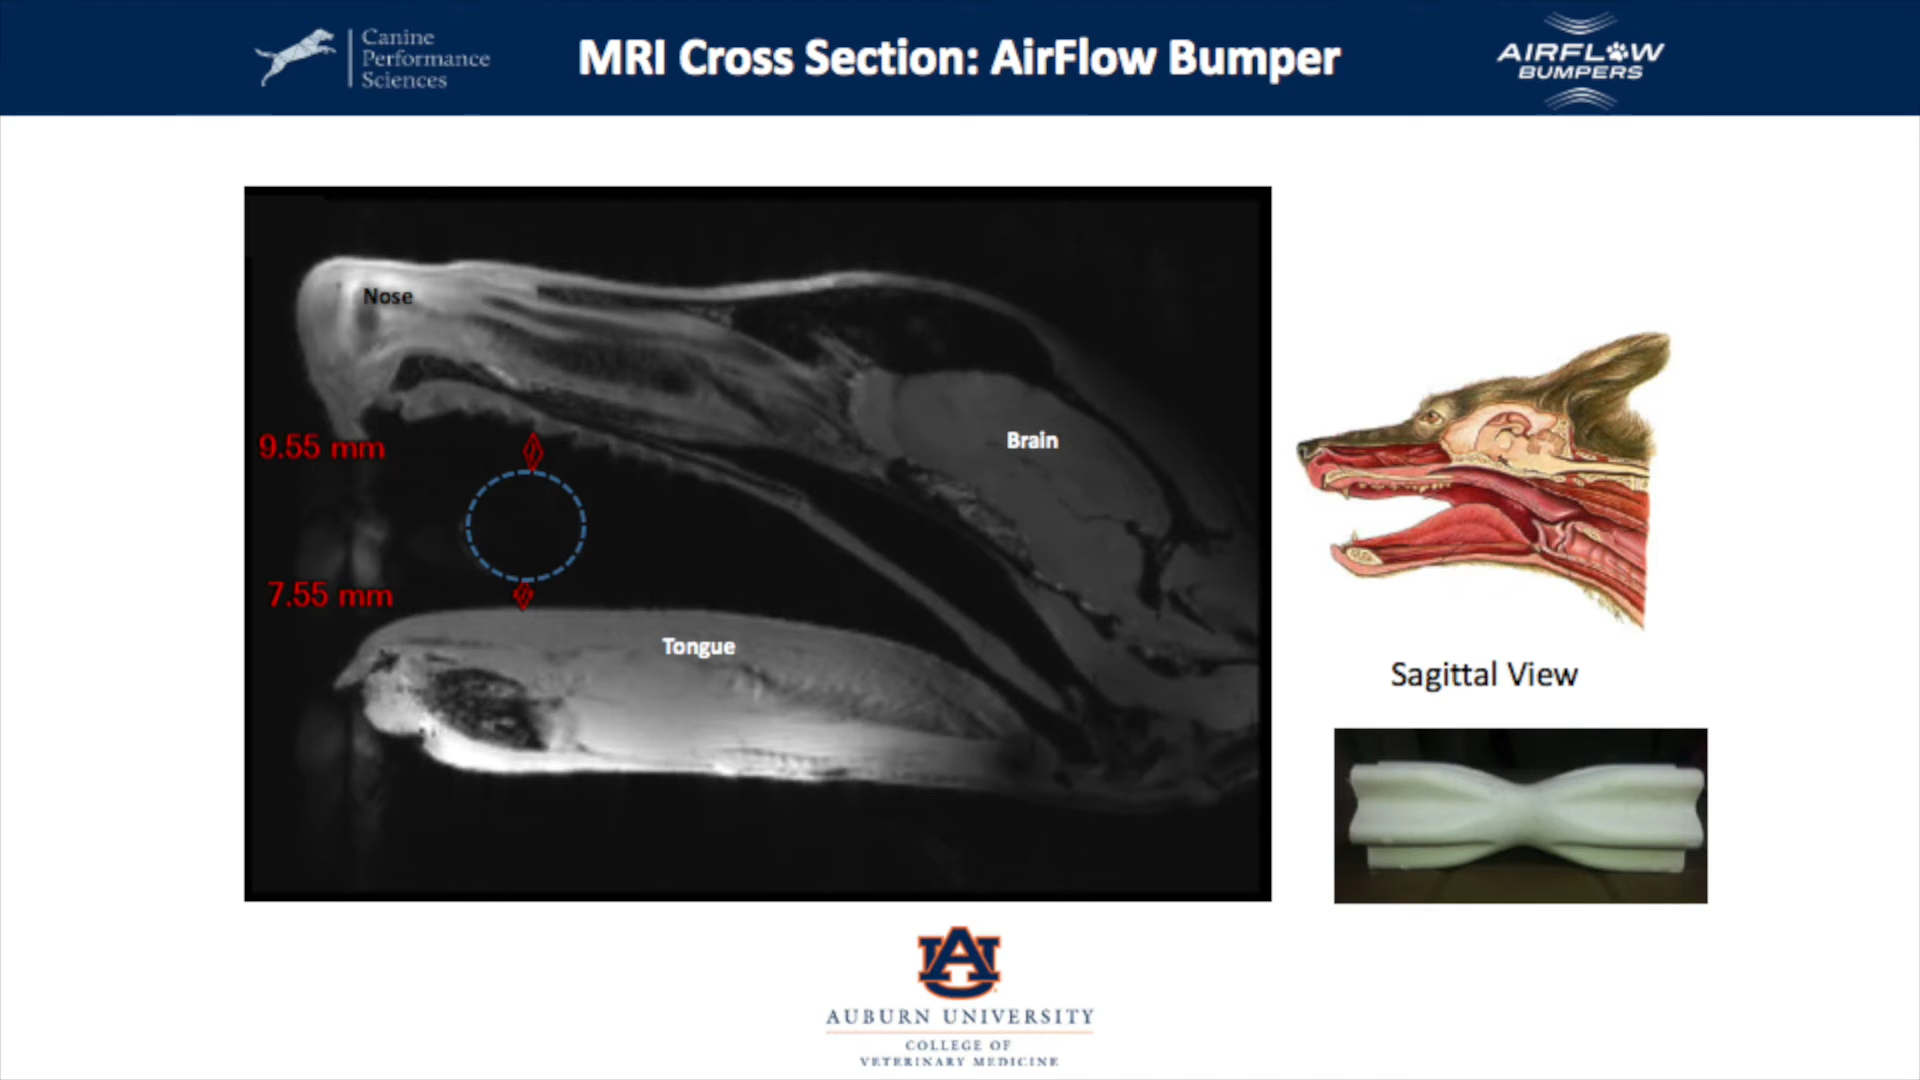 Canine
Performance
Sciences
MRI Cross Section: AirFlow Bumper
AIRFLOW
BUMPERS
Nose
9.55 mm
Brain
7.55 mm
Tongue
Sagittal View
AU
AUBURN UNIVERSITY
COLLEGE OF
VETERINARY MEDICINE